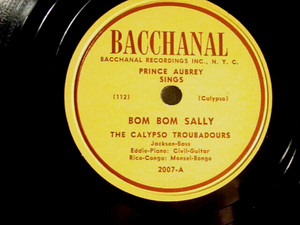 BACCHANAL
BACCHANAL RECORDINGS INC., N. Y. C.
PRINCE AUBREY
SINGS
(112) (Calypso)
BOM BOM SALLY
THE CALYPSO TROUBADOURS
Jackson-Bass
Eddie-Piano: Civil-Guitar
Rico-Conga: Monsei-Bongo
2007-A